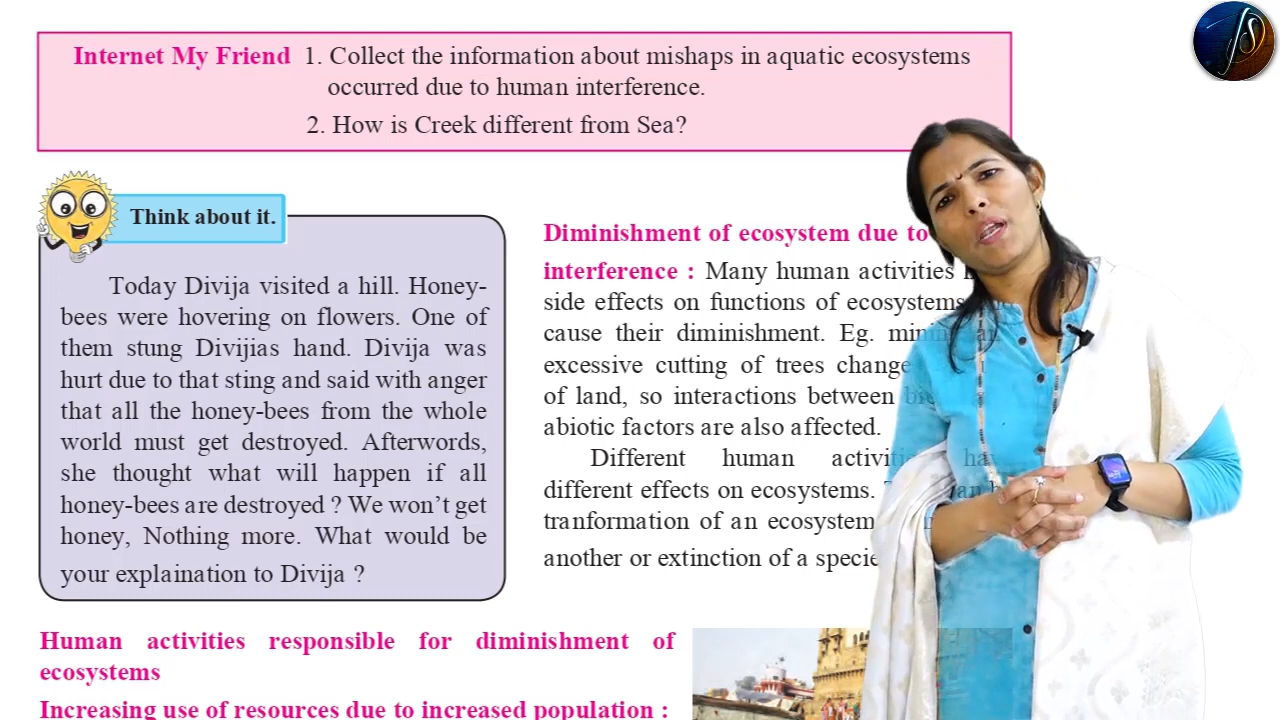 Internet My Friend 1. Collect the information about mishaps in aquatic ecosystems
occurred due to human interference.
2. How is Creek different from Sea?
Think about it.
Today Divija visited a hill. Honey-
bees were hovering on flowers. One of
them stung Divijias hand. Divija was
hurt due to that sting and said with anger
that all the honey-bees from the whole
world must get destroyed. Afterwords,
she thought what will happen if all
honey-bees are destroyed ? We won't get
honey, Nothing more. What would be
your explaination to Divija ?
Diminishment of ecosystem due to
interference : Many human activities
side effects on functions of ecosystems
cause their diminishment. Eg. mining
excessive cutting of trees change
of land, so interactions between
abiotic factors are also affected.
Different human activities
different effects on ecosystems.
tranformation of an ecosystem
another or extinction of a specie
Human activities responsible for diminishment of
ecosystems
Increasing use of resources due to increased population :